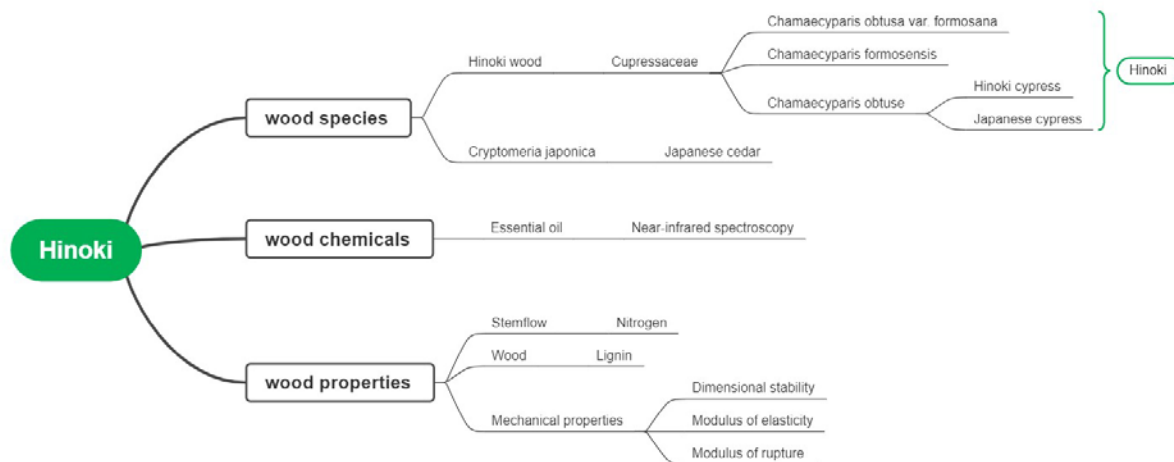 Hinoki
wood species
Hinoki wood
Cupressaceae
Chamaecyparis obtusa var. formosana
Chamaecyparis formosensis
Chamaecyparis obtuse
Hinoki cypress
Japanese cypress
Hinoki
Cryptomeria japonica
Japanese cedar
wood chemicals
Essential oil
Near-infrared spectroscopy
wood properties
Stemflow
Nitrogen
Wood
Lignin
Mechanical properties
Dimensional stability
Modulus of elasticity
Modulus of rupture